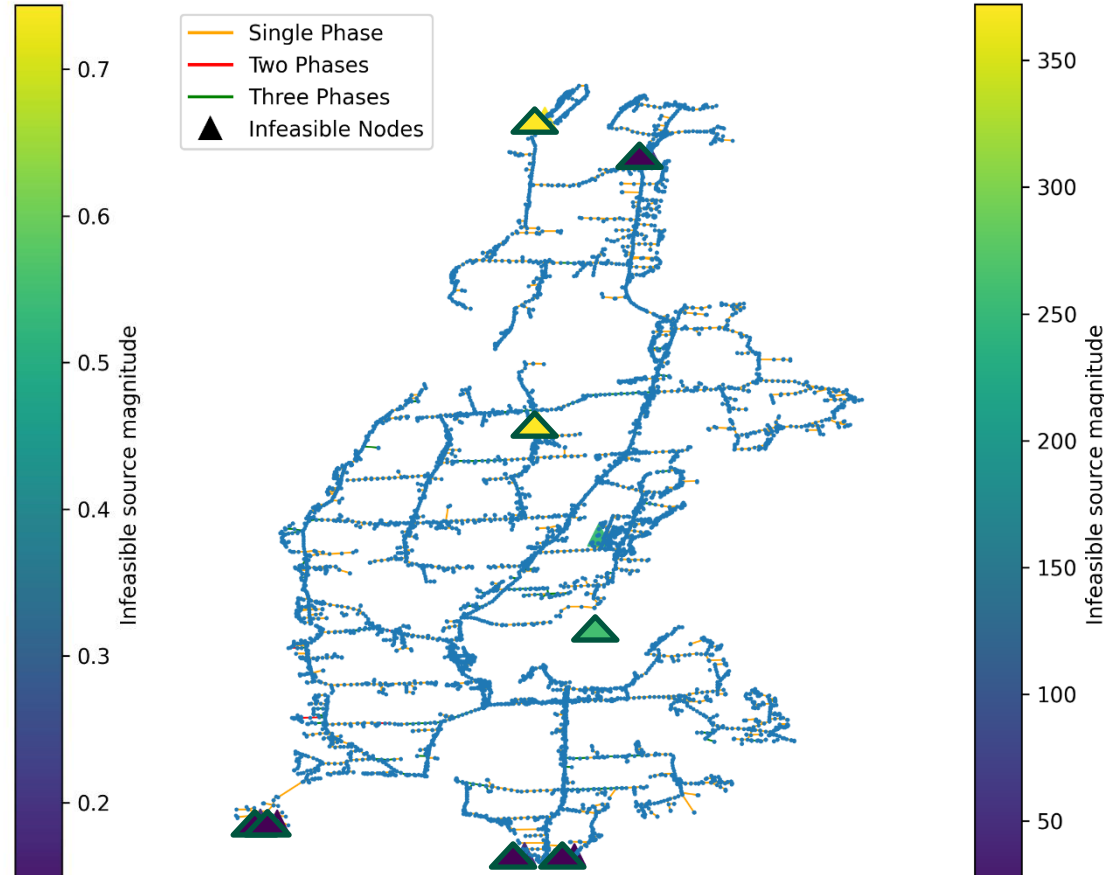 Single Phase
Two Phases
Three Phases
Infeasible Nodes
0.7
0.6
0.5
0.4
0.3
0.2
Infeasible source magnitude
350
300
250
200
150
100
50
Infeasible source magnitude